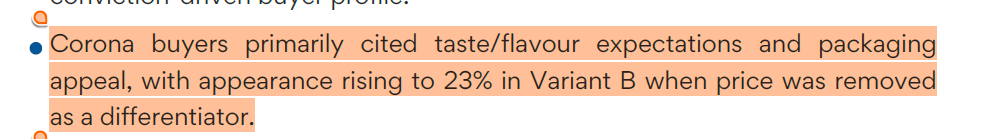 conviction-driven buyer profile.
Corona buyers primarily cited taste/flavour expectations and packaging
appeal, with appearance rising to 23% in Variant B when price was removed
as a differentiator.